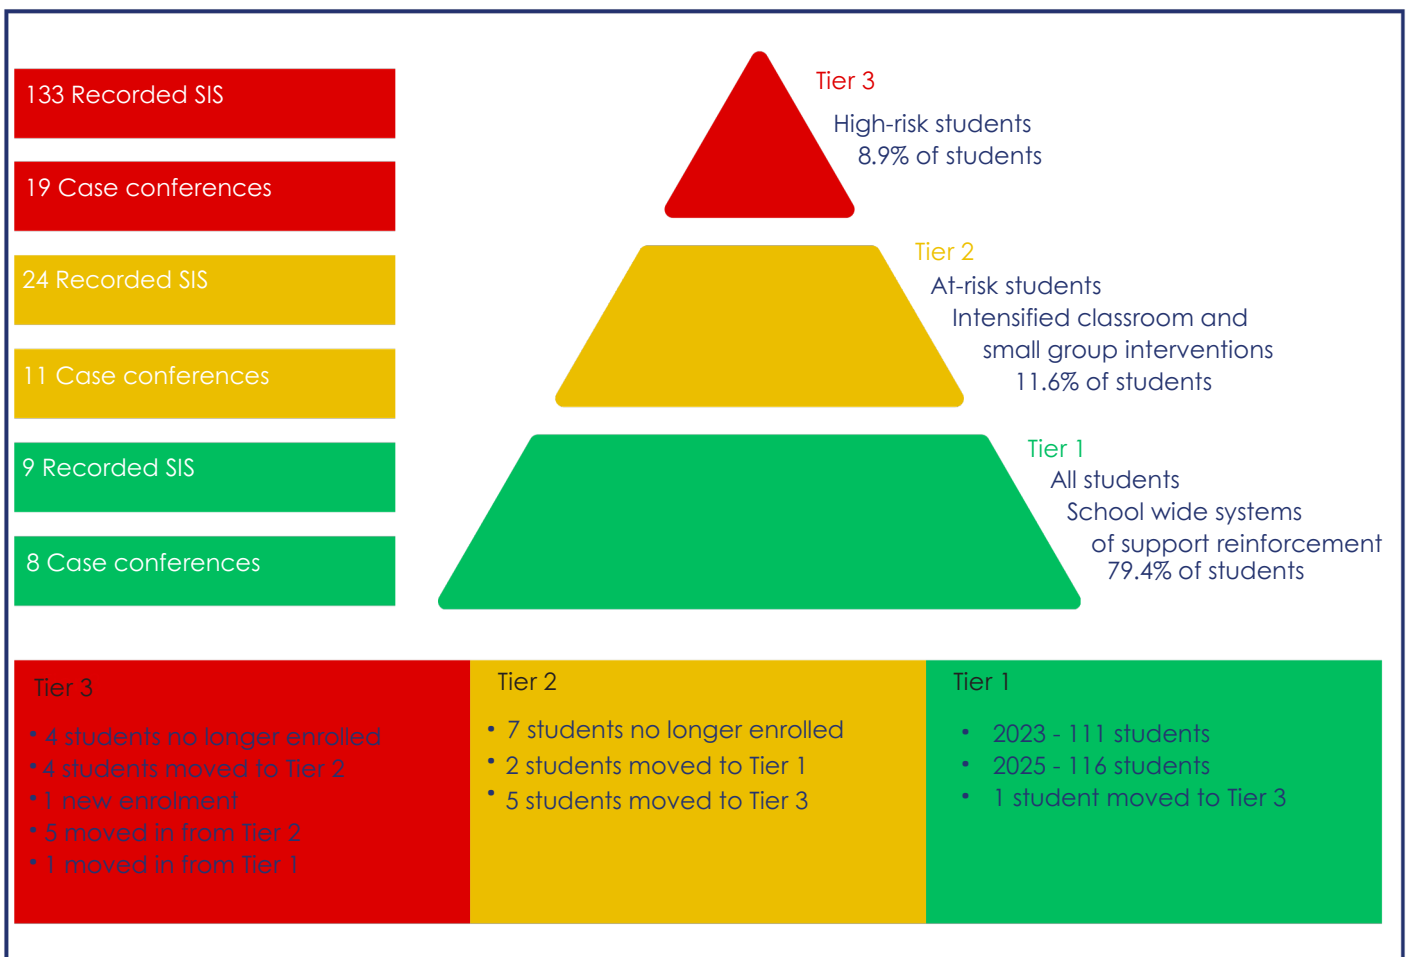 133 Recorded SIS
19 Case conferences
24 Recorded SIS
11 Case conferences
9 Recorded SIS
8 Case conferences
Tier 3
High-risk students
8.9% of students
Tier 2
At-risk students
Intensified classroom and
small group interventions
11.6% of students
Tier 1
All students
School wide systems
of support reinforcement
79.4% of students
Tier 3
• 4 students no longer enrolled
• 4 students moved to Tier 2
• 1 new enrolment
• 5 moved in from Tier 2
• 1 moved in from Tier 1
Tier 2
• 7 students no longer enrolled
• 2 students moved to Tier 1
• 5 students moved to Tier 3
Tier 1
• 2023 - 111 students
• 2025 - 116 students
• 1 student moved to Tier 3